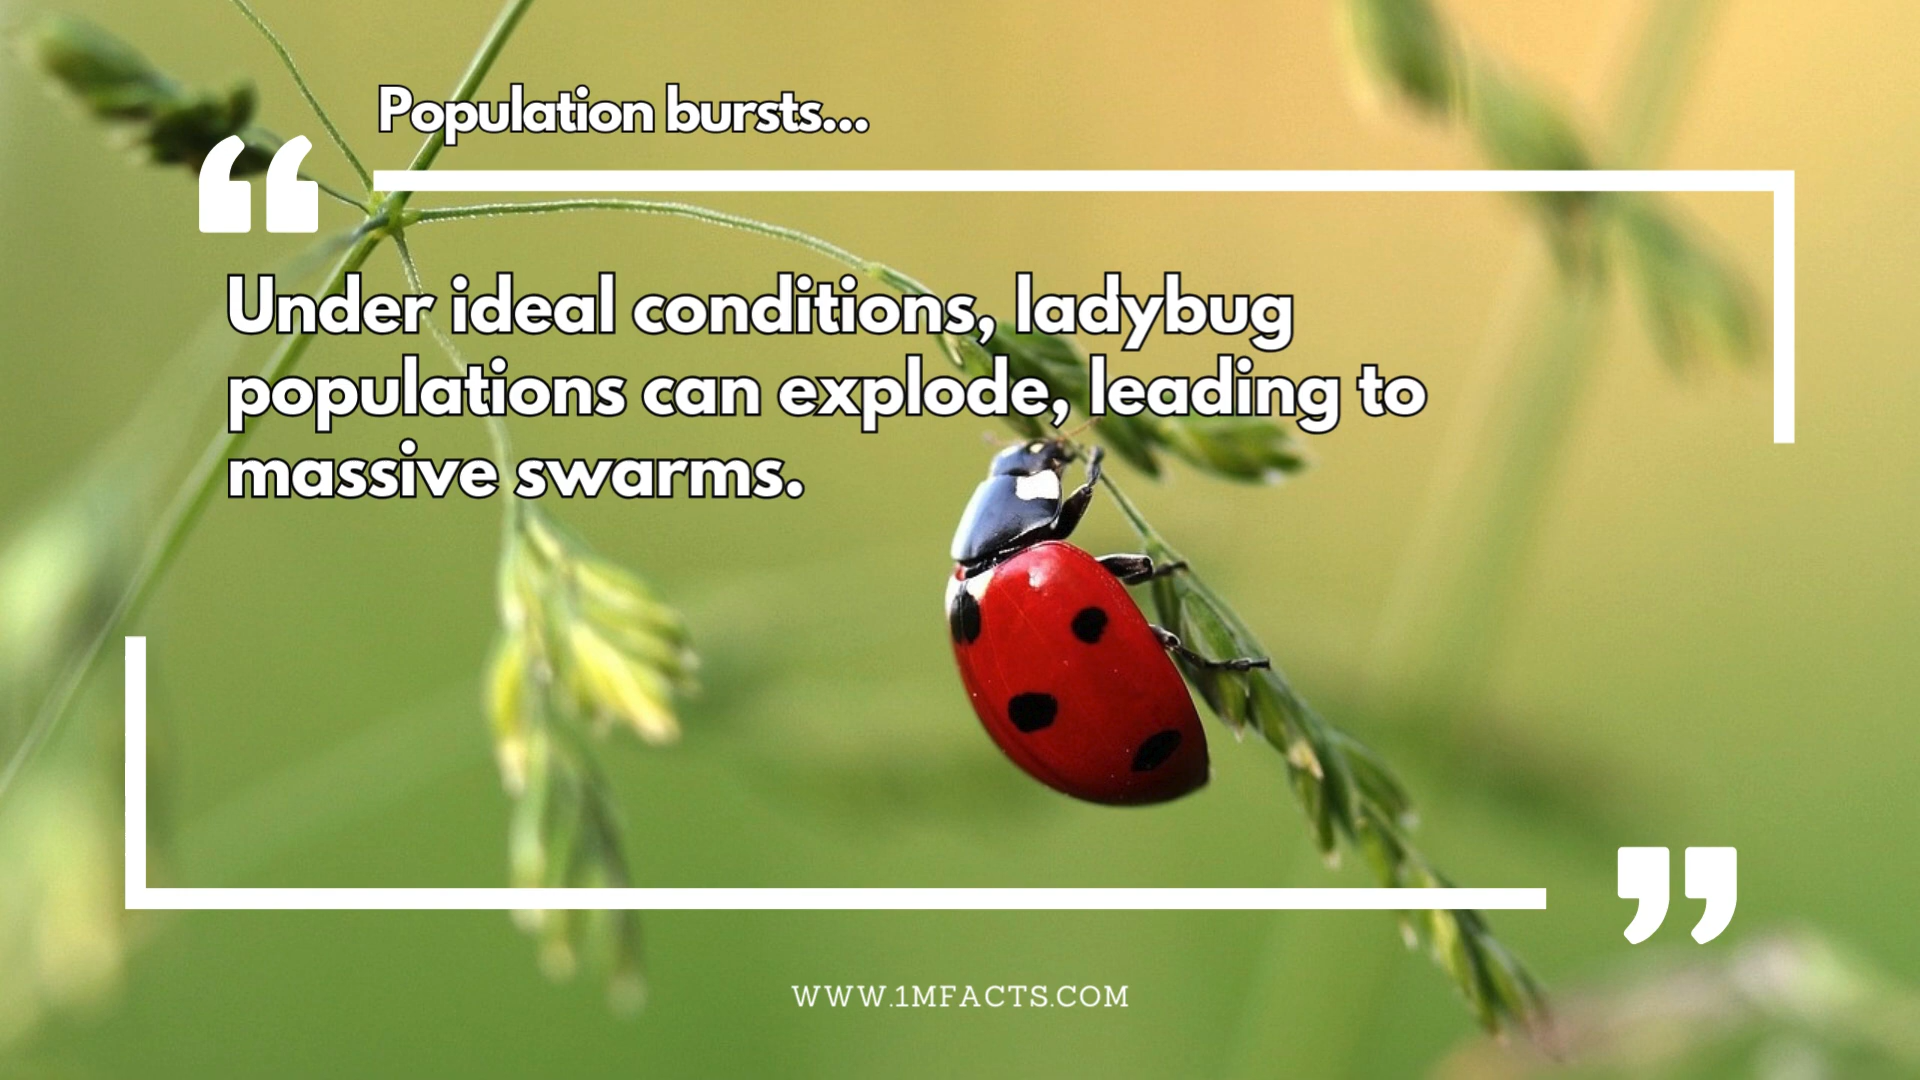 Population bursts...
“
Under ideal conditions, ladybug
populations can explode, leading to
massive swarms.
”
WWW.1MFACTS.COM